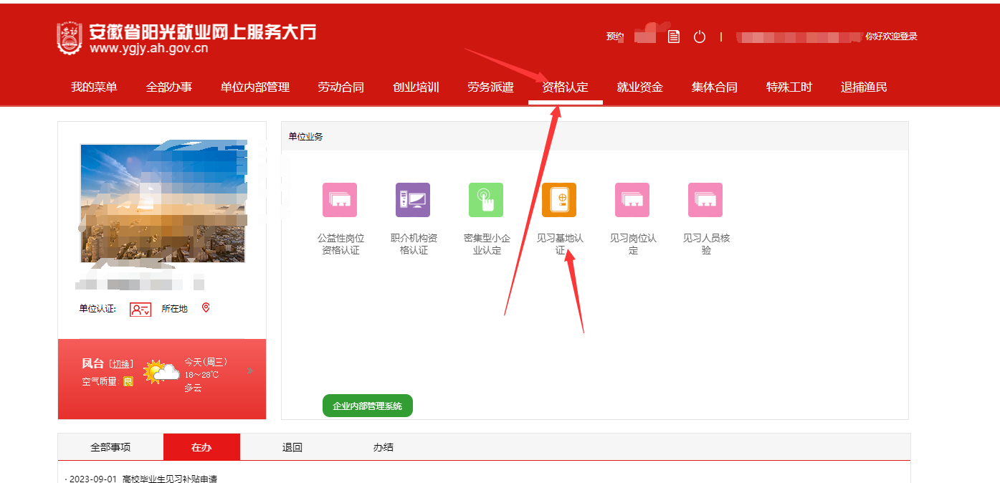 安徽省阳光就业网上服务大厅
www.ygjy.ah.gov.cn
预约
你好欢迎登录
我的菜单 全部办事 单位内部管理 劳动合同 创业培训 劳务派遣 资格认定 就业资金 集体合同 特殊工时 退捕渔民
单位业务
公益性岗位
资格认证
职介机构资
格认证
密集型小企
业认定
见习基地认
证
见习岗位认
定
见习人员核
验
单位认证:
所在地
凤台 [切换]
空气质量: 良
今天(周三)
18～28℃
多云
企业内部管理系统
全部事项 在办 退回 办结
· 2023-09-01 高校毕业生见习补贴申请